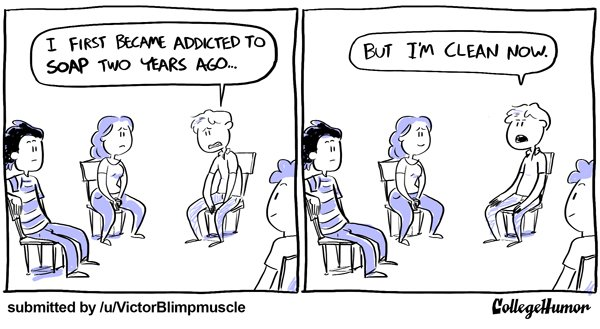 I FIRST BECAME ADDICTED TO
SOAP TWO YEARS AGO...
BUT I'M CLEAN NOW.
submitted by /u/VictorBlimpmuscle
CollegeHumor